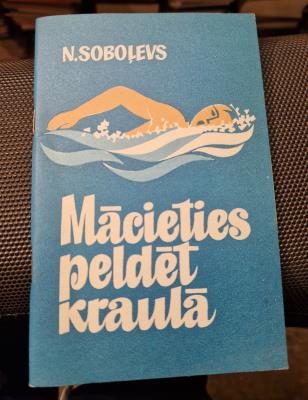 N.SOBOĻEVS
Mācieties
peldēt
kraulā